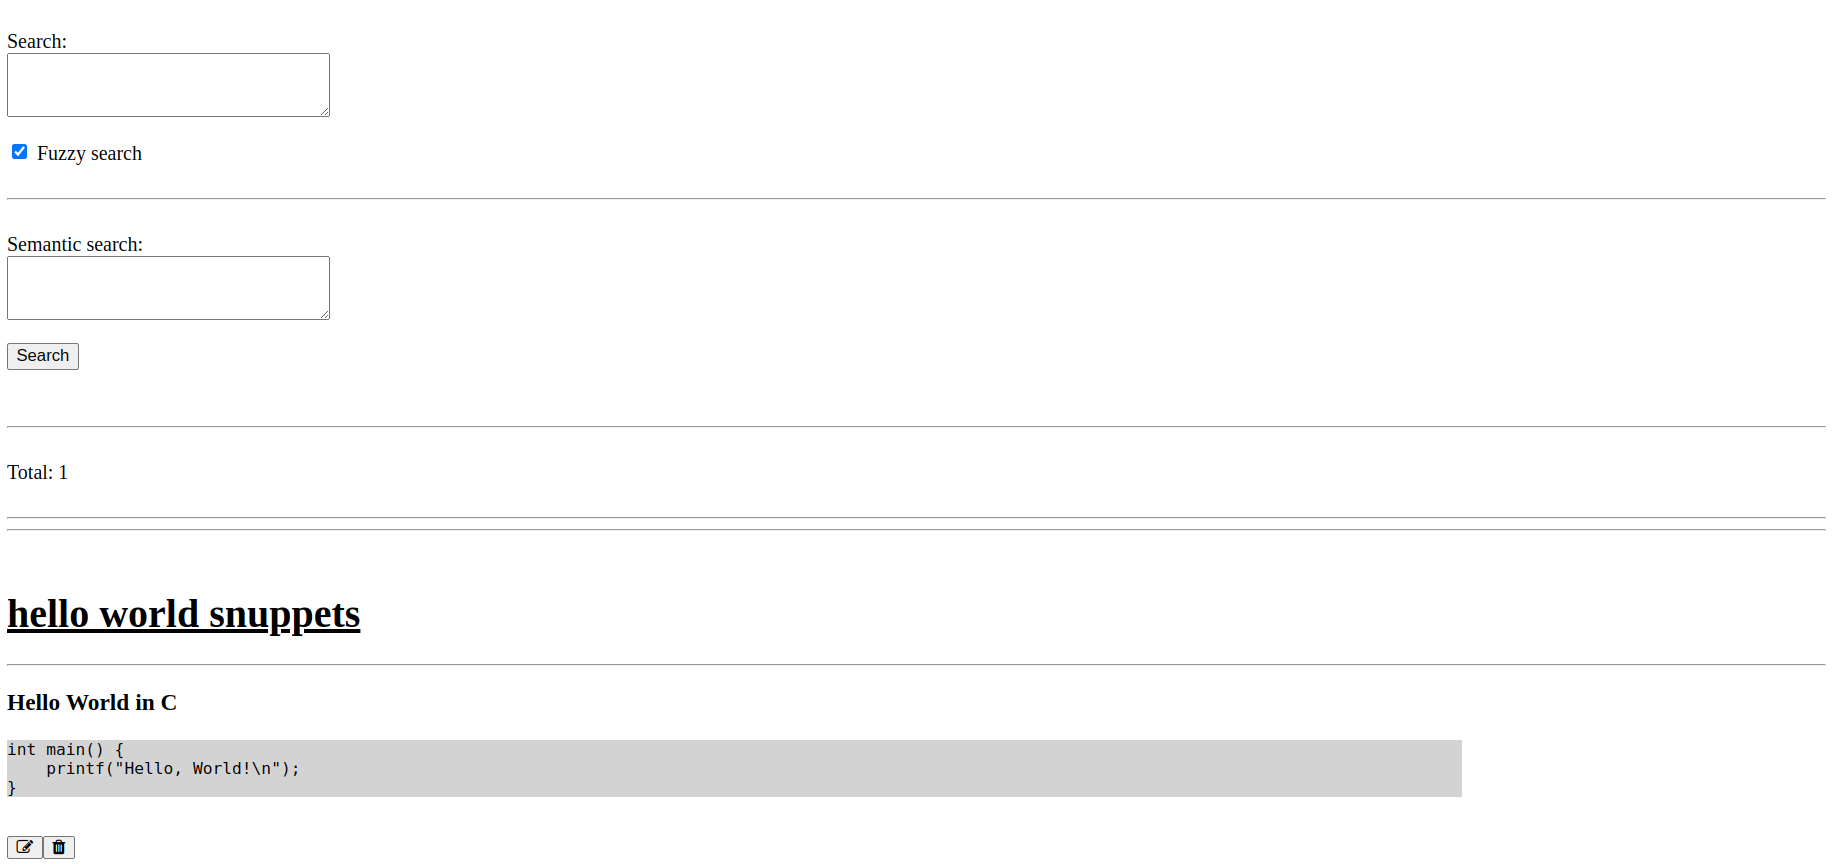 Search:
Fuzzy search
Semantic search:
Search
Total: 1
hello world snuppets
Hello World in C
int main() {
    printf("Hello, World!\n");
}